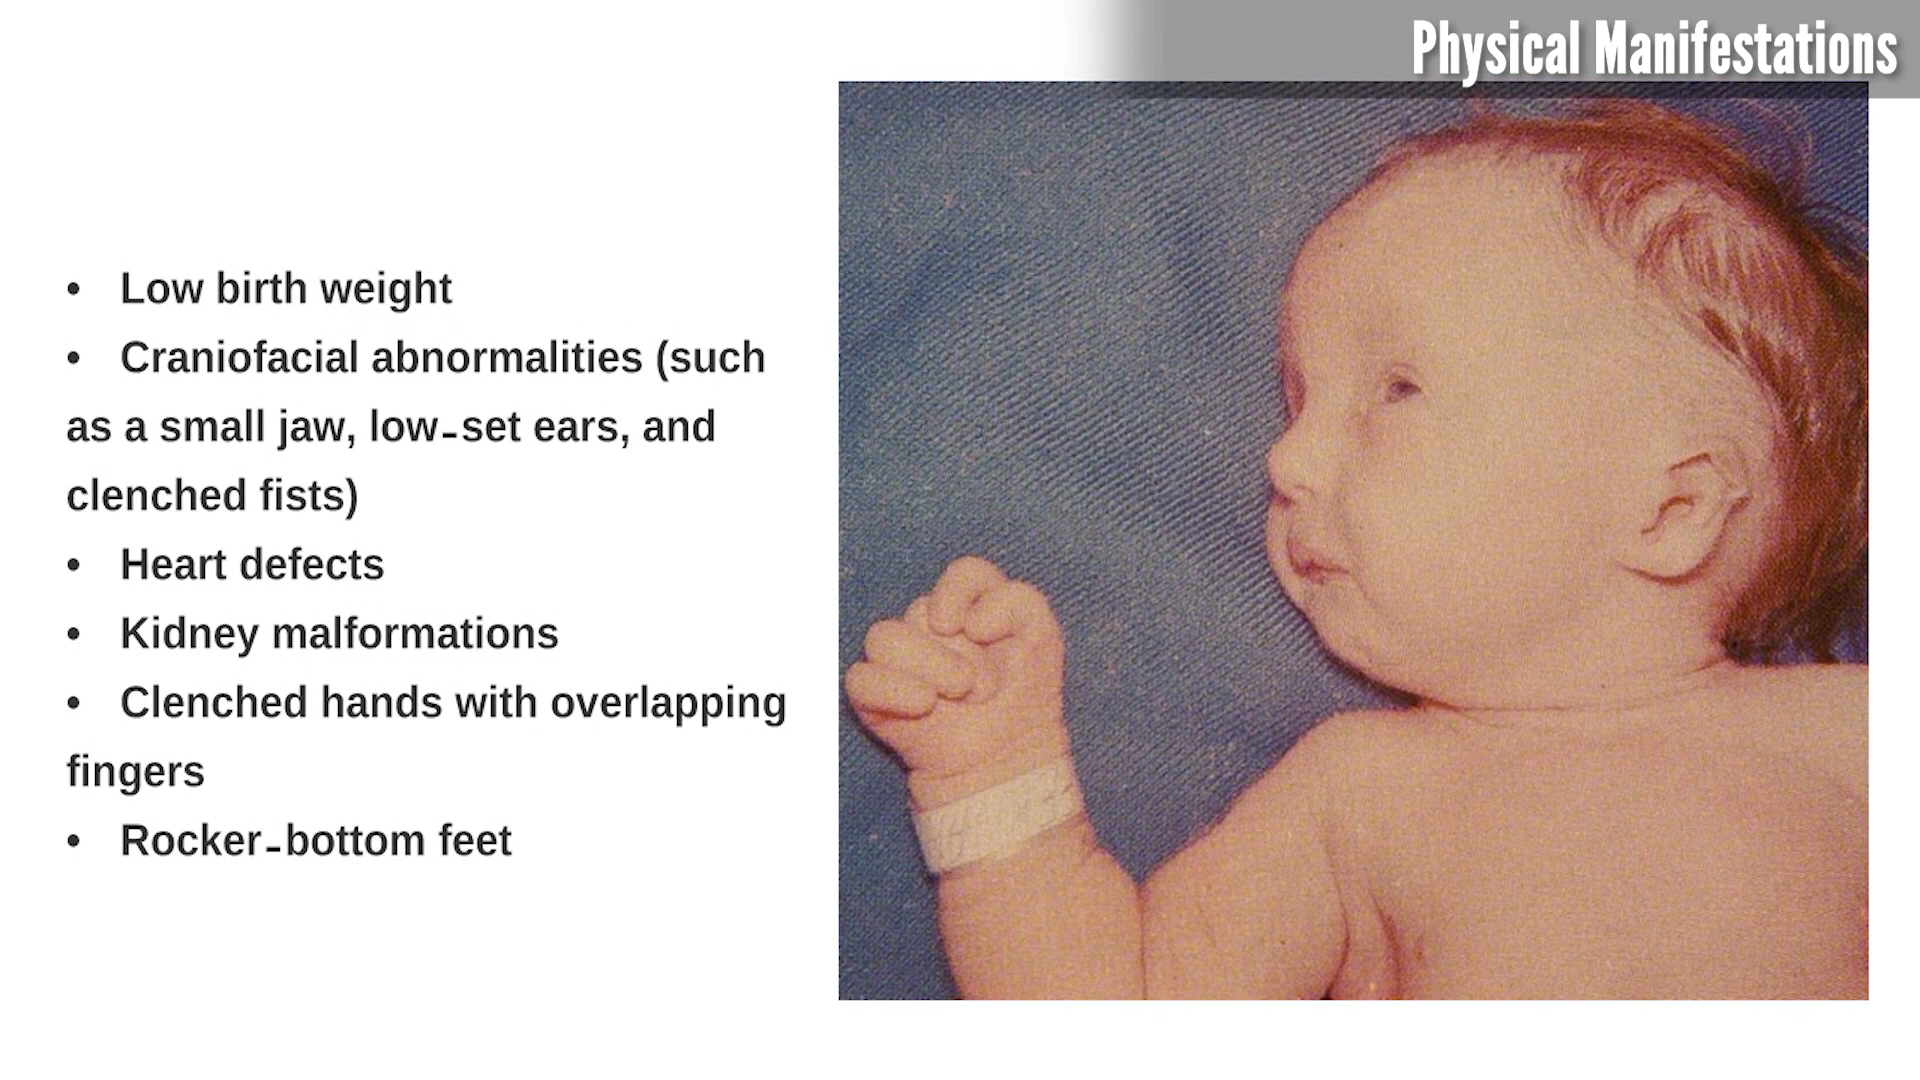 Physical Manifestations
• Low birth weight
• Craniofacial abnormalities (such
as a small jaw, low-set ears, and
clenched fists)
• Heart defects
• Kidney malformations
• Clenched hands with overlapping
fingers
• Rocker-bottom feet